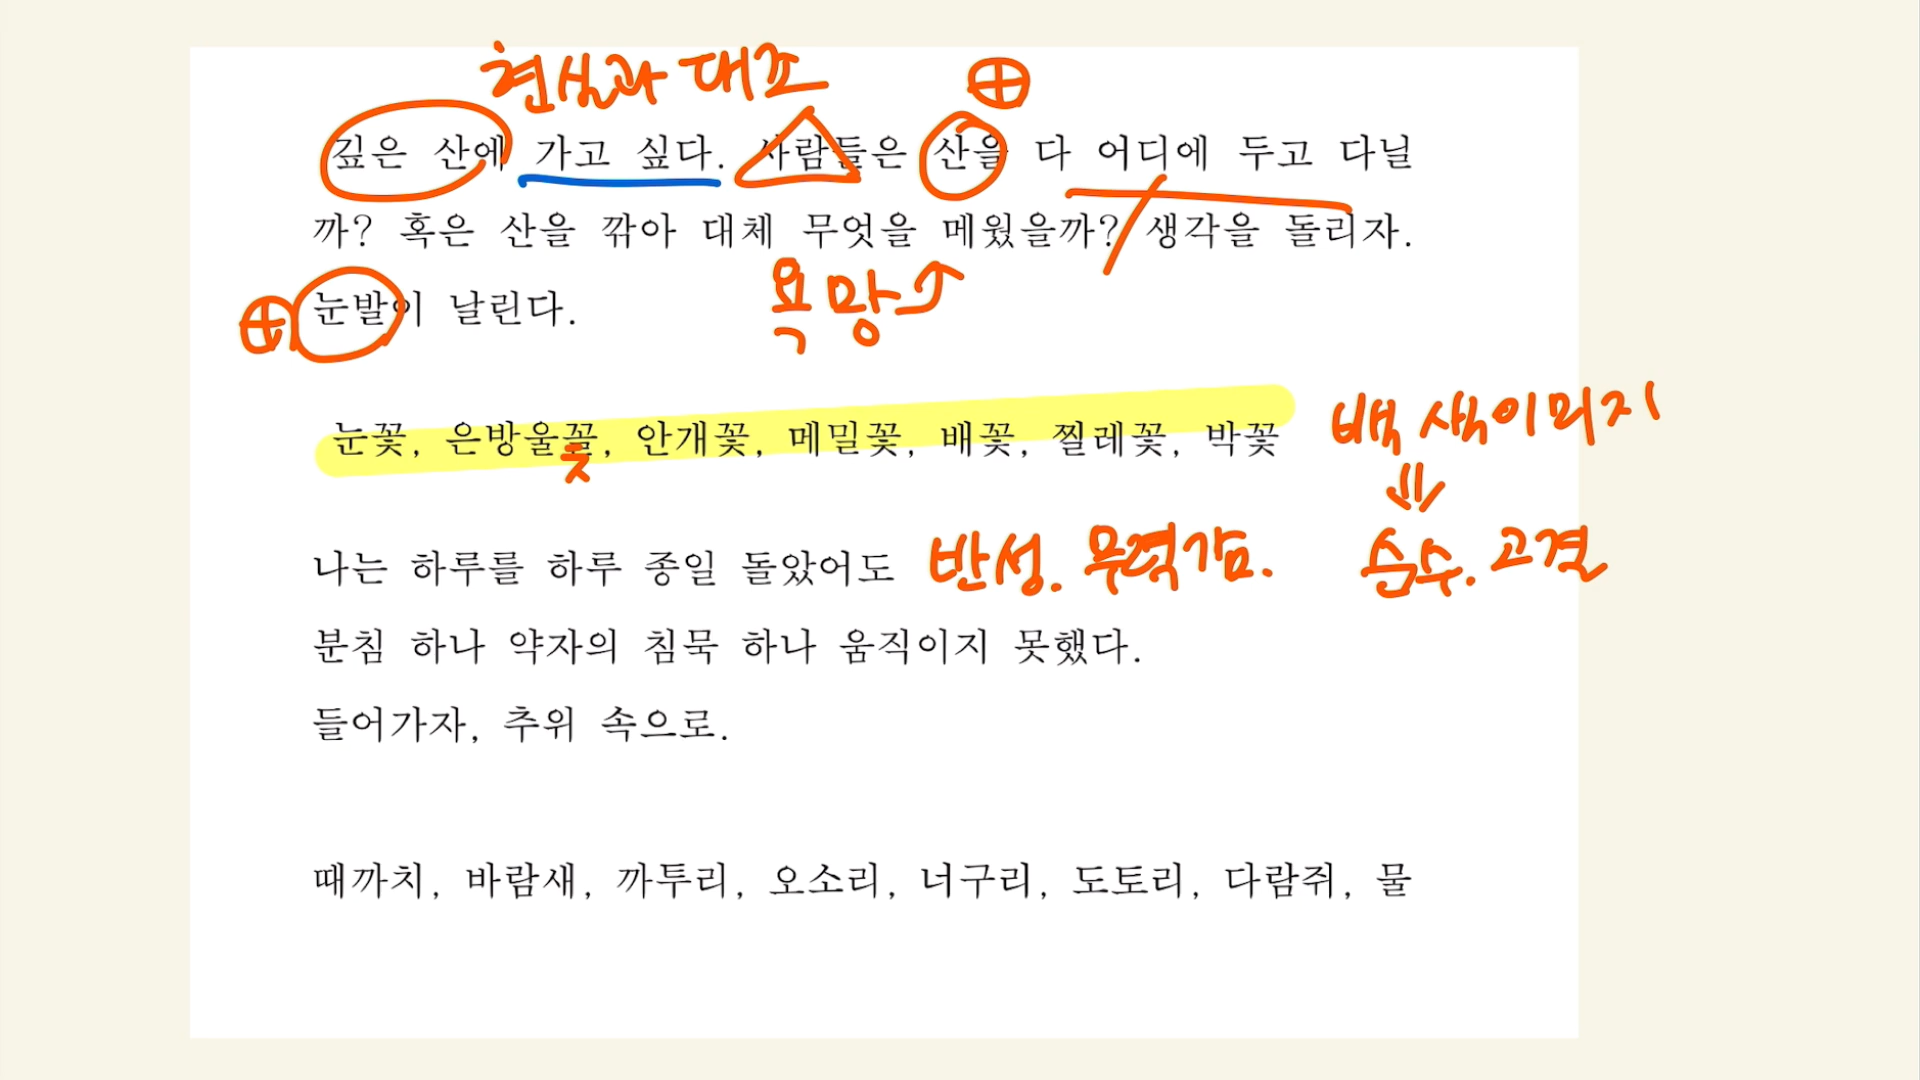 현실과 대조
⊕
깊은 산에 가고 싶다. 사람들은 산을 다 어디에 두고 다닐
까? 혹은 산을 깎아 대체 무엇을 메웠을까? 생각을 돌리자.
욕망↑
⊕ 눈발이 날린다.
눈꽃, 은방울꽃, 안개꽃, 메밀꽃, 배꽃, 찔레꽃, 박꽃
백색이미지
⇓
나는 하루를 하루 종일 돌았어도
반성. 무력감.
순수. 고결
분침 하나 약자의 침묵 하나 움직이지 못했다.
들어가자, 추위 속으로.
때까치, 바람새, 까투리, 오소리, 너구리, 도토리, 다람쥐, 물